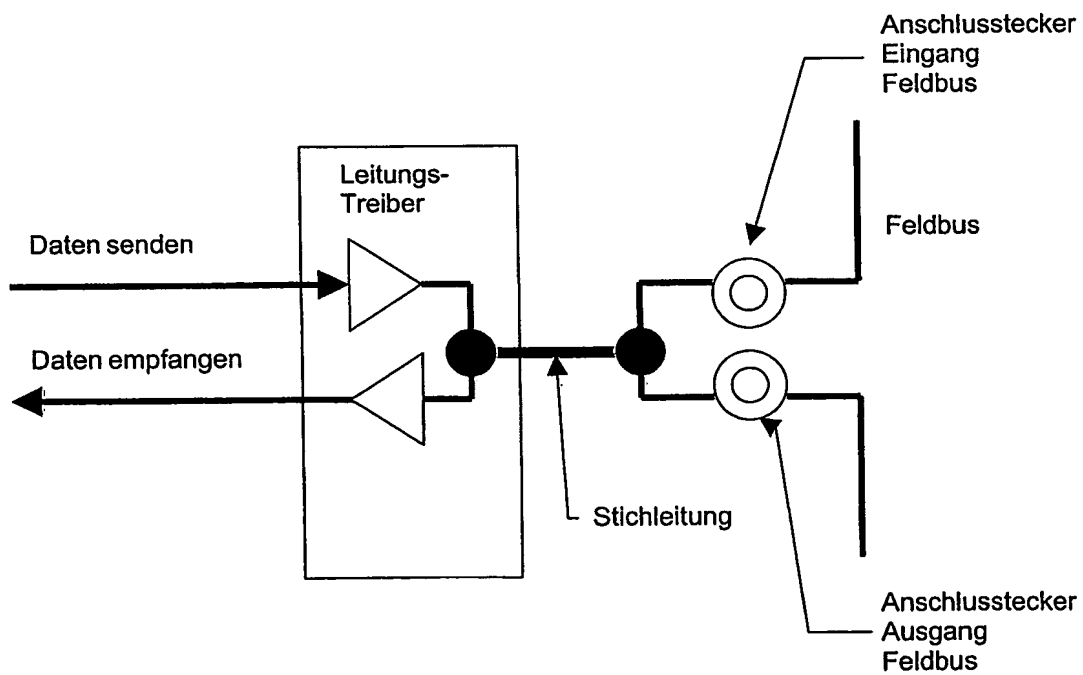 Anschlusstecker
Eingang
Feldbus
Leitungs-
Treiber
Feldbus
Daten senden
Daten empfangen
Stichleitung
Anschlusstecker
Ausgang
Feldbus